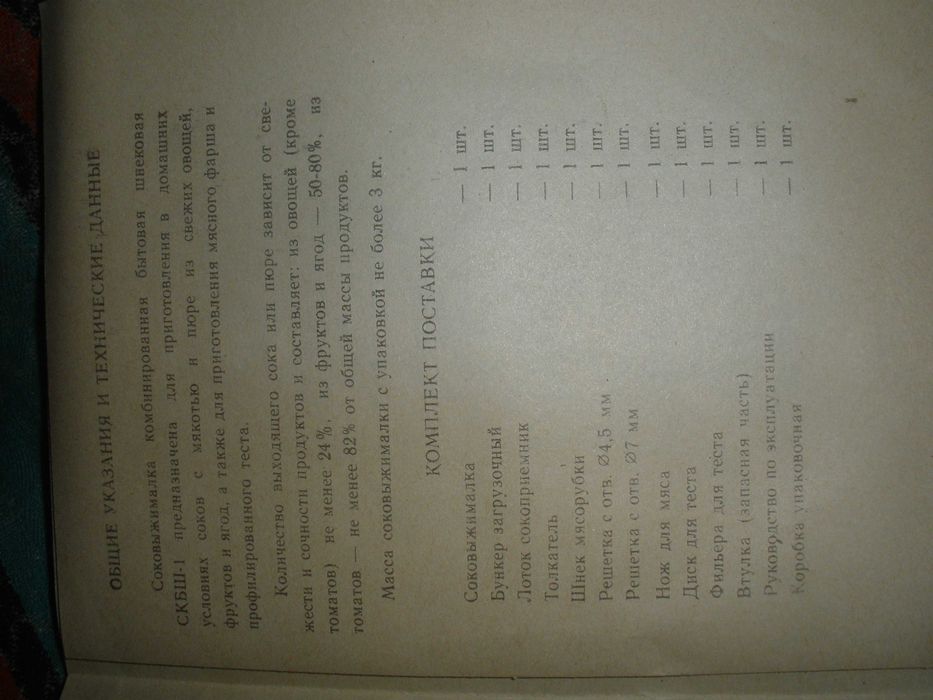 ОБЩИЕ УКАЗАНИЯ И ТЕХНИЧЕСКИЕ ДАННЫЕ
Соковыжималка комбинированная бытовая шнековая
СКБШ-1 предназначена для приготовления в домашних
условиях соков с мякотью и пюре из свежих овощей,
фруктов и ягод, а также для приготовления мясного фарша и
профилированного теста.
Количество выходящего сока или пюре зависит от све-
жести и сочности продуктов и составляет: из овощей (кроме
томатов) не менее 24%, из фруктов и ягод — 50-80%, из
томатов — не менее 82% от общей массы продуктов.
Масса соковыжималки с упаковкой не более 3 кг.
КОМПЛЕКТ ПОСТАВКИ
Соковыжималка — 1 шт.
Бункер загрузочный — 1 шт.
Лоток сокоприемник — 1 шт.
Толкатель — 1 шт.
Шнек мясорубки — 1 шт.
Решетка с отв. ∅4,5 мм — 1 шт.
Решетка с отв. ∅7 мм — 1 шт.
Нож для мяса — 1 шт.
Диск для теста — 1 шт.
Фильера для теста — 1 шт.
Втулка (запасная часть) — 1 шт.
Руководство по эксплуатации — 1 шт.
Коробка упаковочная — 1 шт.